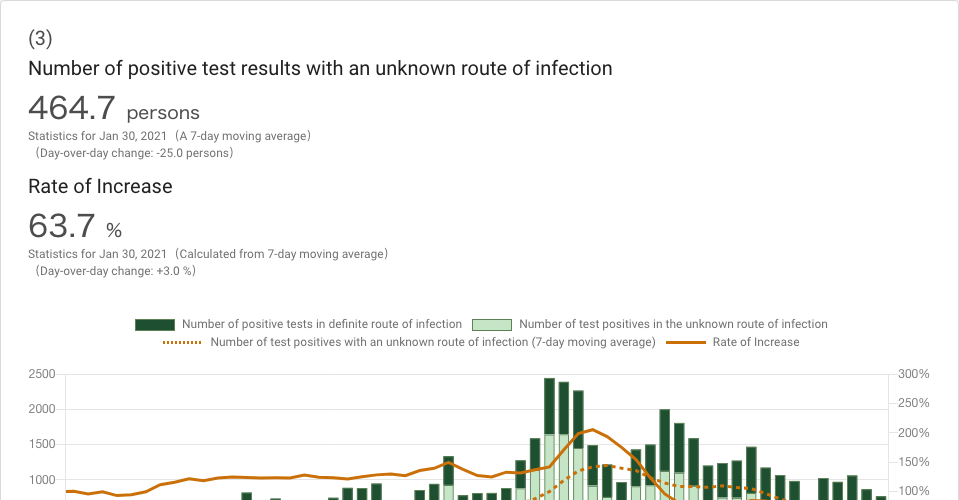 (3)
Number of positive test results with an unknown route of infection
464.7 persons
Statistics for Jan 30, 2021 （A 7-day moving average）
（Day-over-day change: -25.0 persons）
Rate of Increase
63.7 %
Statistics for Jan 30, 2021 （Calculated from 7-day moving average）
（Day-over-day change: +3.0 %）
Number of positive tests in definite route of infection Number of test positives in the unknown route of infection
Number of test positives with an unknown route of infection (7-day moving average) Rate of Increase
2500 300%
250%
2000
200%
1500
150%
1000
100%